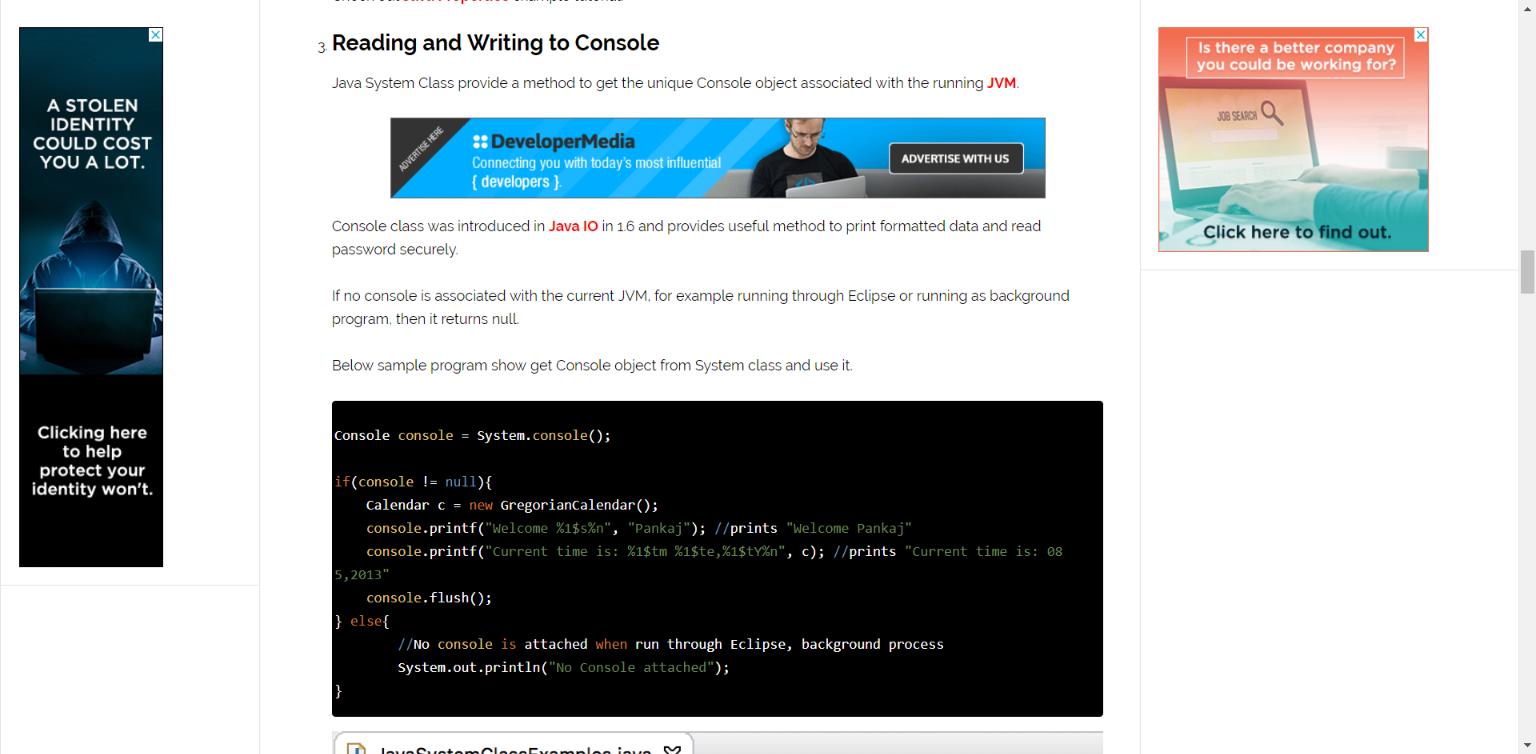 A STOLEN
IDENTITY
COULD COST
YOU A LOT.
Clicking here
to help
protect your
identity won't.
3. Reading and Writing to Console
Java System Class provide a method to get the unique Console object associated with the running JVM.
ADVERTISE HERE
DeveloperMedia
Connecting you with today's most influential
{ developers }.
ADVERTISE WITH US
Console class was introduced in Java IO in 1.6 and provides useful method to print formatted data and read
password securely.
If no console is associated with the current JVM, for example running through Eclipse or running as background
program, then it returns null.
Below sample program show get Console object from System class and use it.
Console console = System.console();
if(console != null){
    Calendar c = new GregorianCalendar();
    console.printf("Welcome %1$s%n", "Pankaj"); //prints "Welcome Pankaj"
    console.printf("Current time is: %1$tm %1$te,%1$tY%n", c); //prints "Current time is: 08
5,2013"
    console.flush();
} else{
        //No console is attached when run through Eclipse, background process
        System.out.println("No Console attached");
}
JavaSystemClassExamples.java
Is there a better company
you could be working for?
JOB SEARCH
Click here to find out.